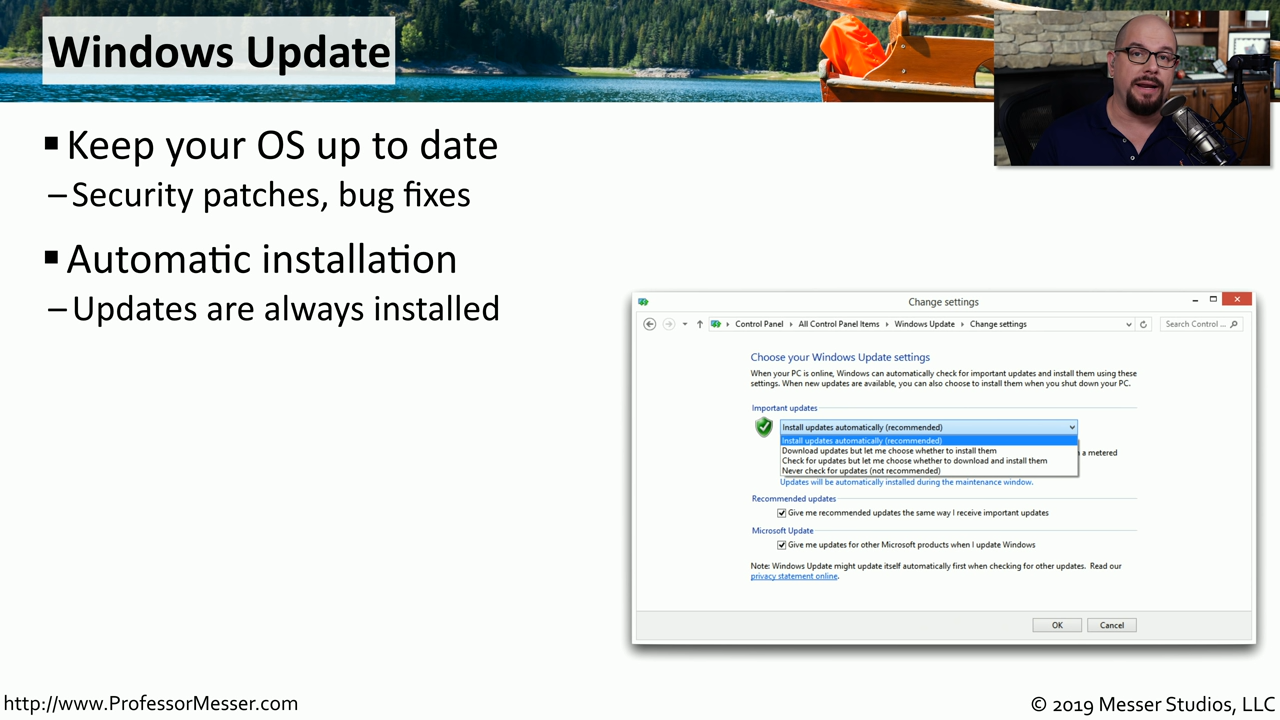 Windows Update
Keep your OS up to date
– Security patches, bug fixes
Automatic installation
– Updates are always installed
Change settings
Control Panel
All Control Panel Items
Windows Update
Change settings
Search Control ...
Choose your Windows Update settings
When your PC is online, Windows can automatically check for important updates and install them using these
settings. When new updates are available, you can also choose to install them when you shut down your PC.
Important updates
Install updates automatically (recommended)
Install updates automatically (recommended)
Download updates but let me choose whether to install them
n a metered
Check for updates but let me choose whether to download and install them
Never check for updates (not recommended)
Updates will be automatically installed during the maintenance window.
Recommended updates
Give me recommended updates the same way I receive important updates
Microsoft Update
Give me updates for other Microsoft products when I update Windows
Note: Windows Update might update itself automatically first when checking for other updates. Read our
privacy statement online.
OK
Cancel
http://www.ProfessorMesser.com
© 2019 Messer Studios, LLC